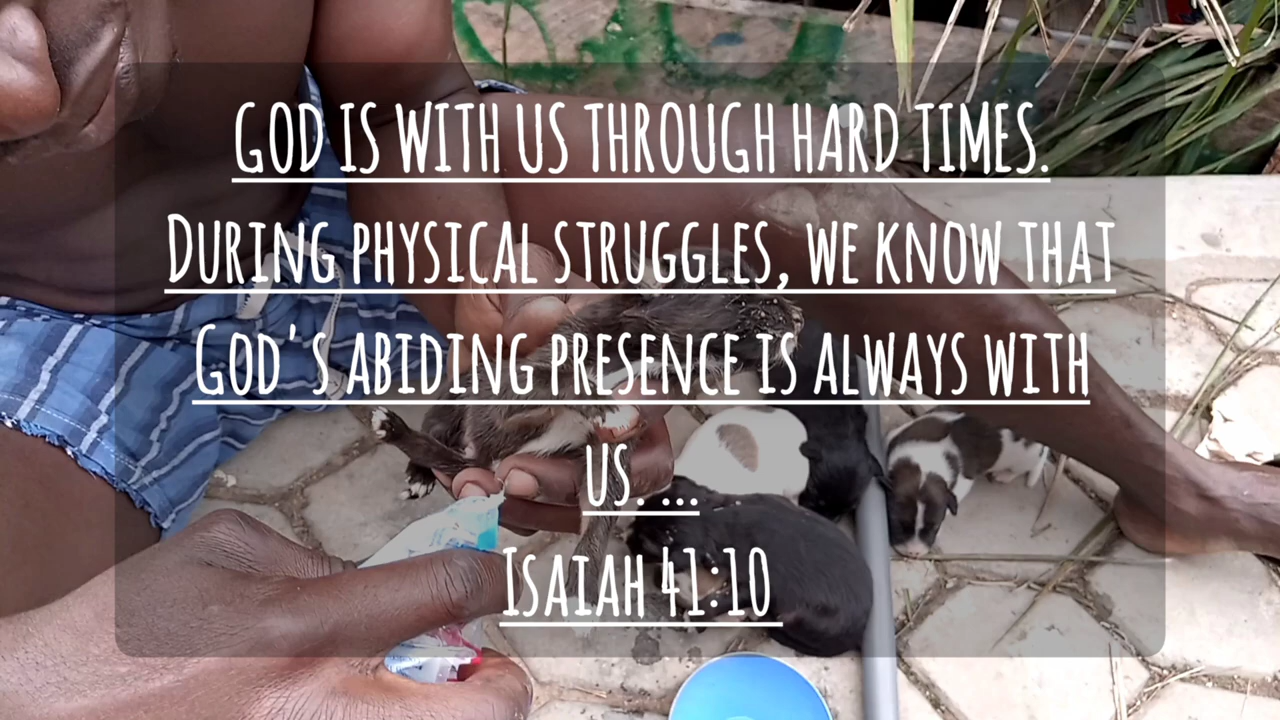 GOD IS WITH US THROUGH HARD TIMES.
DURING PHYSICAL STRUGGLES, WE KNOW THAT
GOD'S ABIDING PRESENCE IS ALWAYS WITH
US. ...
ISAIAH 41:10